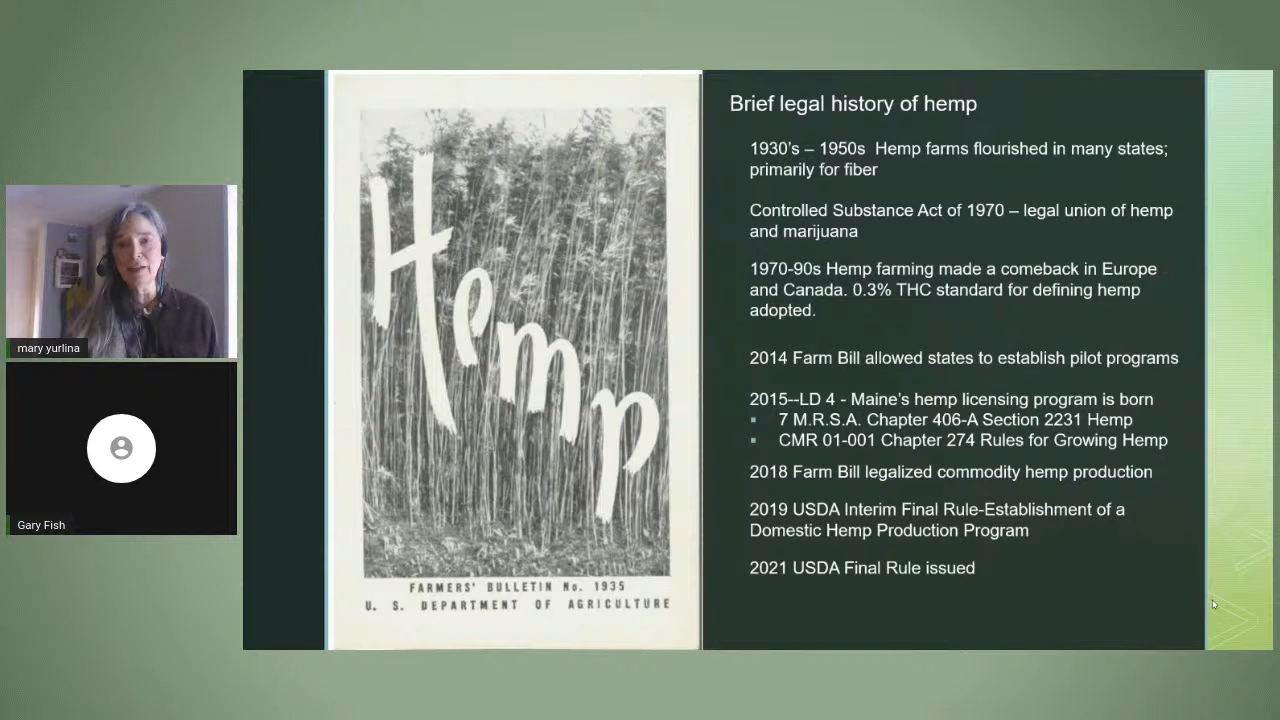 mary yurlina
Gary Fish
Hemp
FARMERS' BULLETIN No. 1935
U. S. DEPARTMENT OF AGRICULTURE
Brief legal history of hemp
1930's – 1950s Hemp farms flourished in many states;
primarily for fiber
Controlled Substance Act of 1970 – legal union of hemp
and marijuana
1970-90s Hemp farming made a comeback in Europe
and Canada. 0.3% THC standard for defining hemp
adopted.
2014 Farm Bill allowed states to establish pilot programs
2015--LD 4 - Maine's hemp licensing program is born
▪ 7 M.R.S.A. Chapter 406-A Section 2231 Hemp
▪ CMR 01-001 Chapter 274 Rules for Growing Hemp
2018 Farm Bill legalized commodity hemp production
2019 USDA Interim Final Rule-Establishment of a
Domestic Hemp Production Program
2021 USDA Final Rule issued